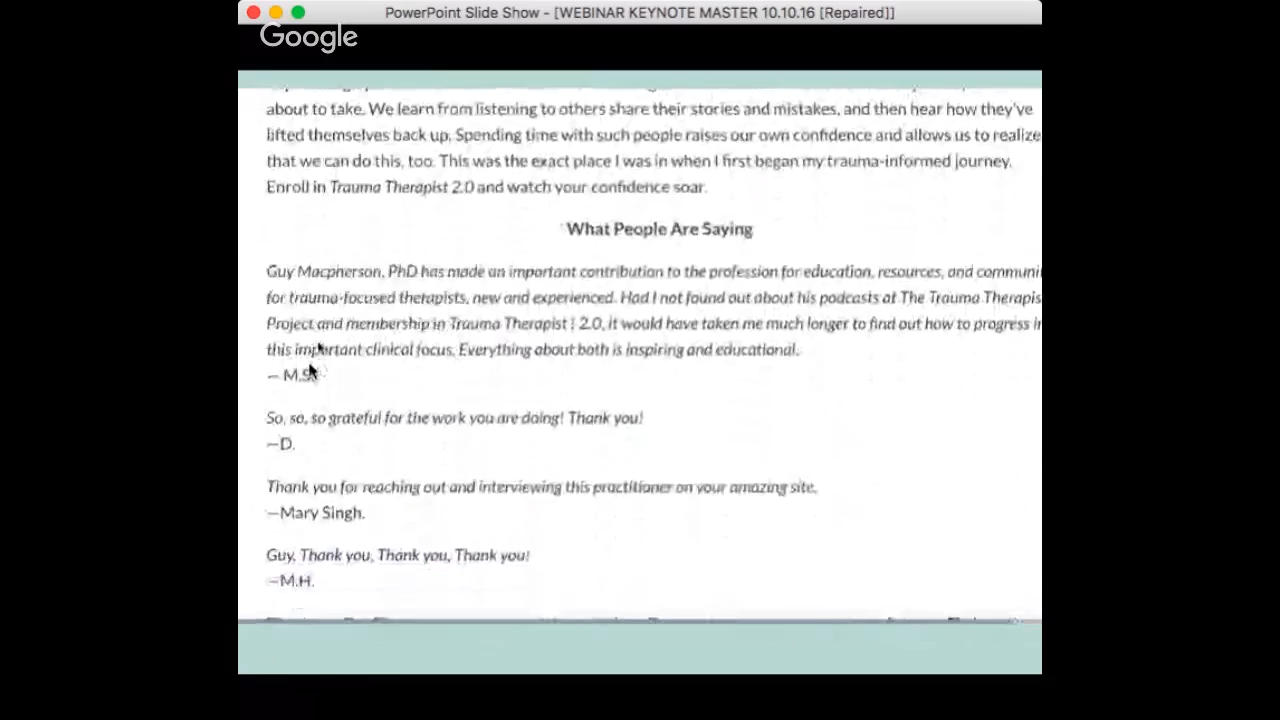 PowerPoint Slide Show - [WEBINAR KEYNOTE MASTER 10.10.16 [Repaired]]
Google
about to take. We learn from listening to others share their stories and mistakes, and then hear how they've
lifted themselves back up. Spending time with such people raises our own confidence and allows us to realize
that we can do this, too. This was the exact place I was in when I first began my trauma-informed journey.
Enroll in Trauma Therapist 2.0 and watch your confidence soar.
What People Are Saying
Guy Macpherson, PhD has made an important contribution to the profession for education, resources, and communi
for trauma-focused therapists, new and experienced. Had I not found out about his podcasts at The Trauma Therapis
Project and membership in Trauma Therapist | 2.0, it would have taken me much longer to find out how to progress in
this important clinical focus. Everything about both is inspiring and educational.
— M.S.
So, so, so grateful for the work you are doing! Thank you!
—D.
Thank you for reaching out and interviewing this practitioner on your amazing site.
—Mary Singh.
Guy, Thank you, Thank you, Thank you!
—M.H.